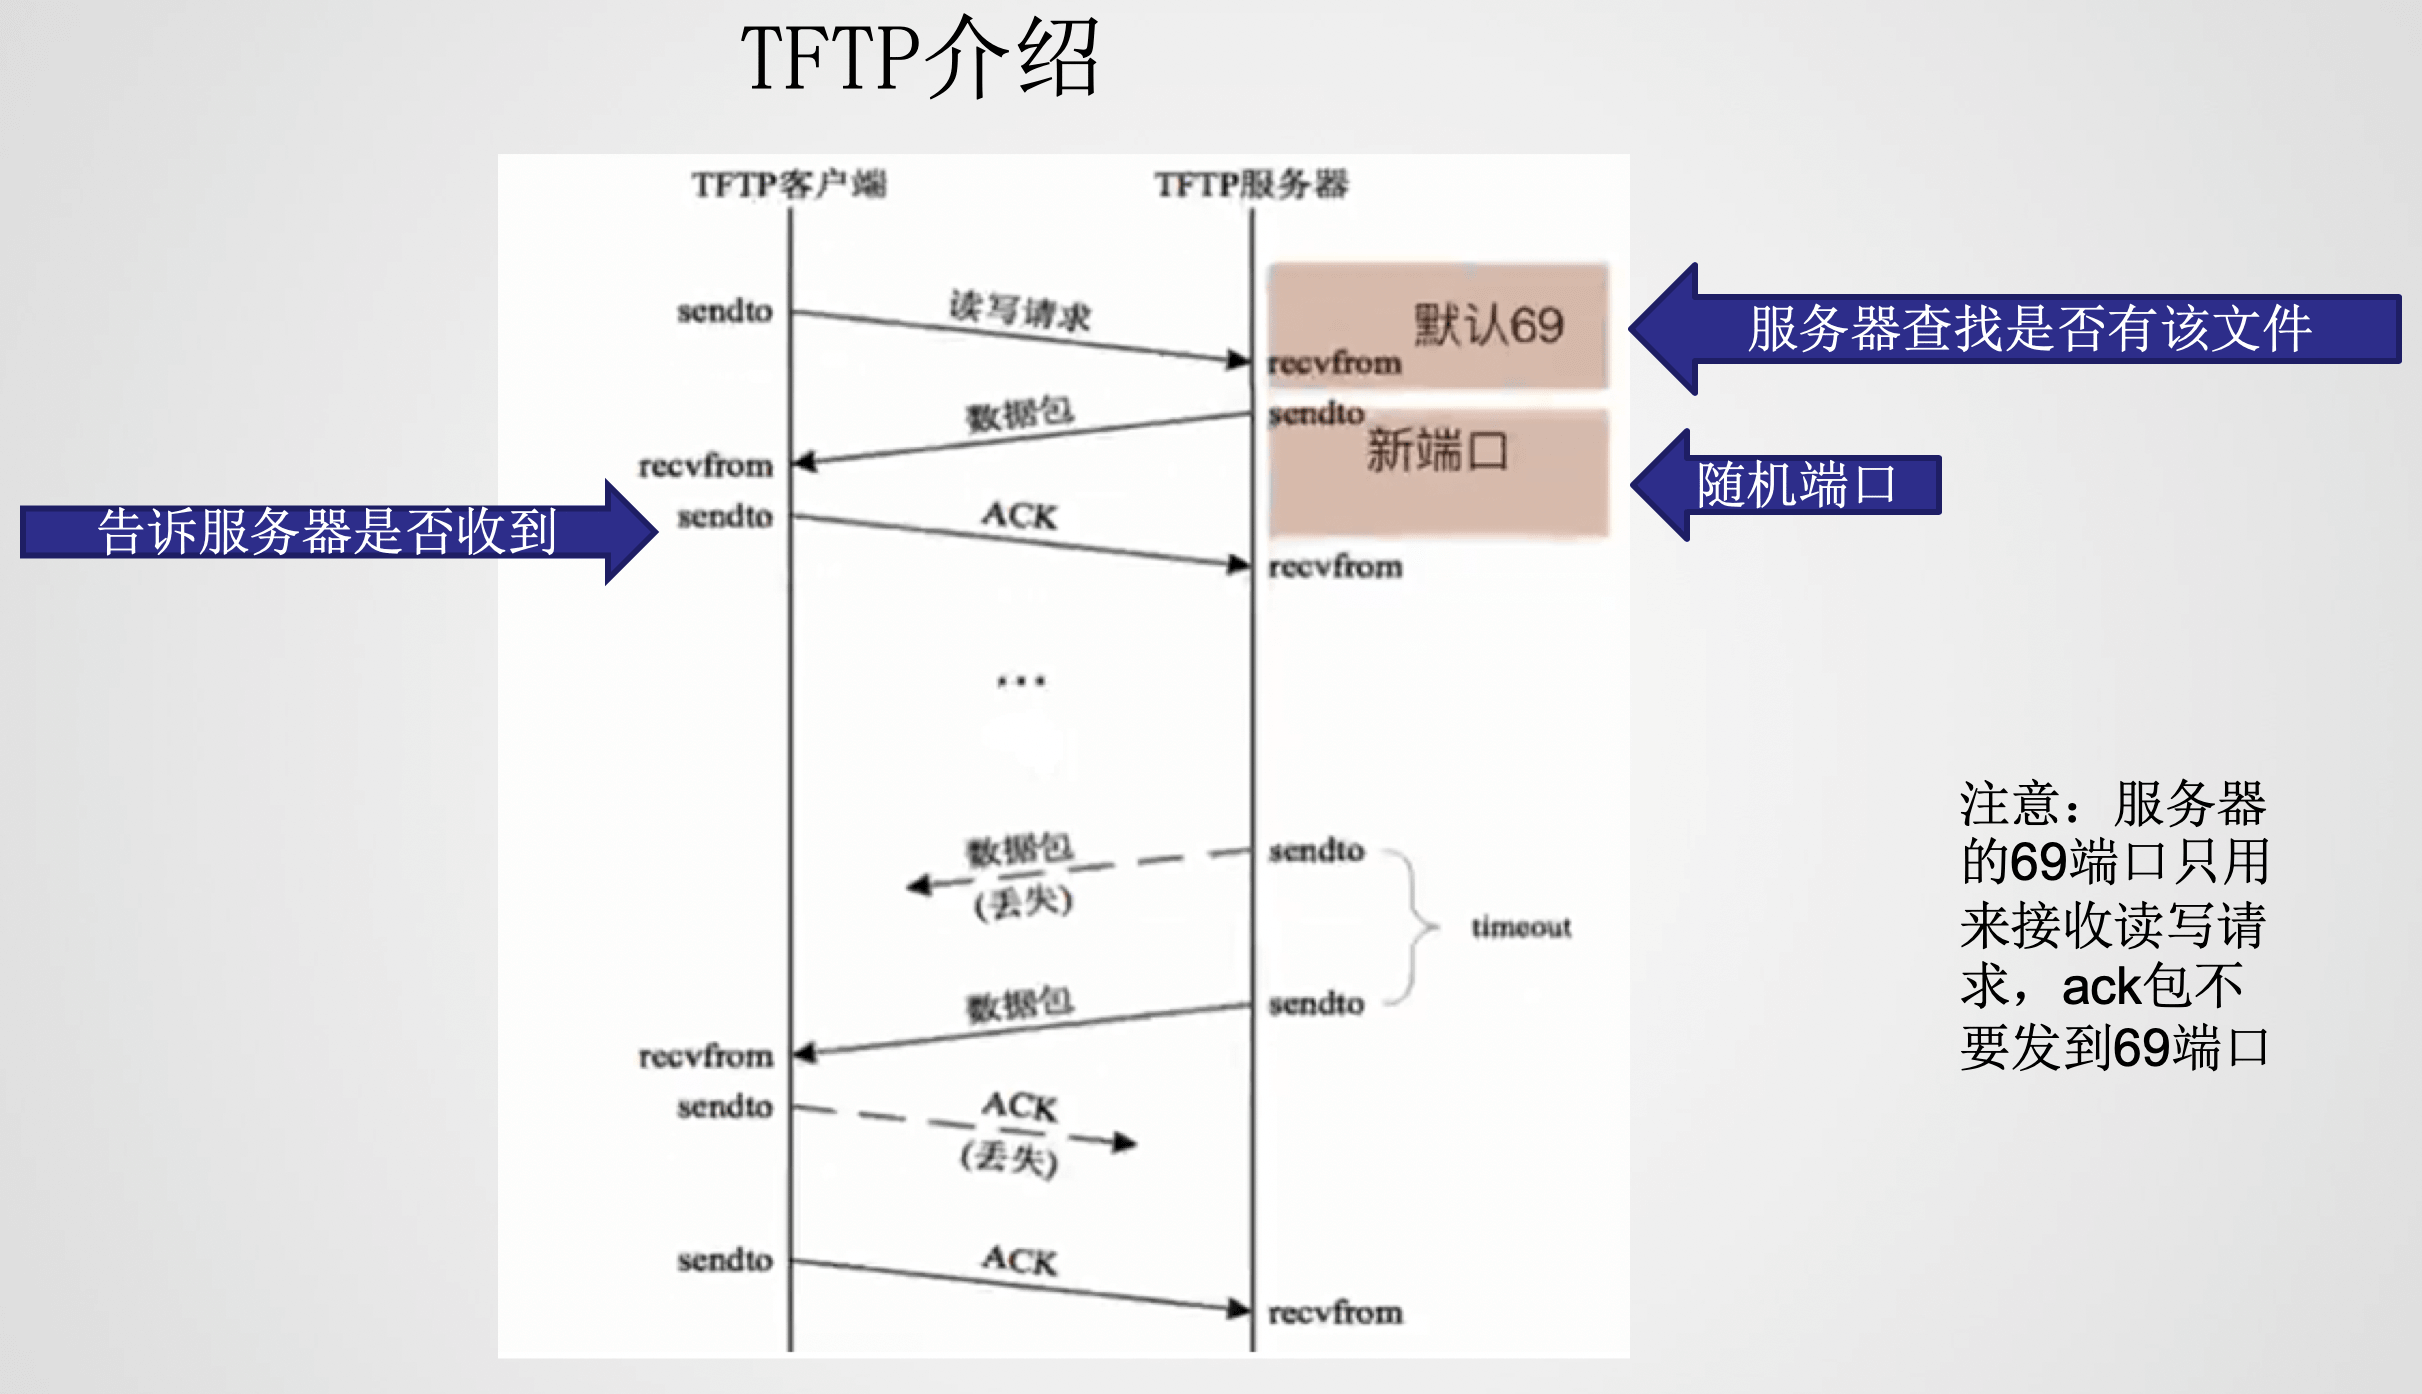 TFTP介绍
TFTP客户端
TFTP服务器
sendto
读写请求
默认69
recvfrom
服务器查找是否有该文件
数据包
sendto
新端口
recvfrom
随机端口
告诉服务器是否收到
sendto
ACK
recvfrom
...
数据包
(丢失)
sendto
timeout
数据包
sendto
recvfrom
sendto
ACK
(丢失)
sendto
ACK
recvfrom
注意：服务器
的69端口只用
来接收读写请
求，ack包不
要发到69端口